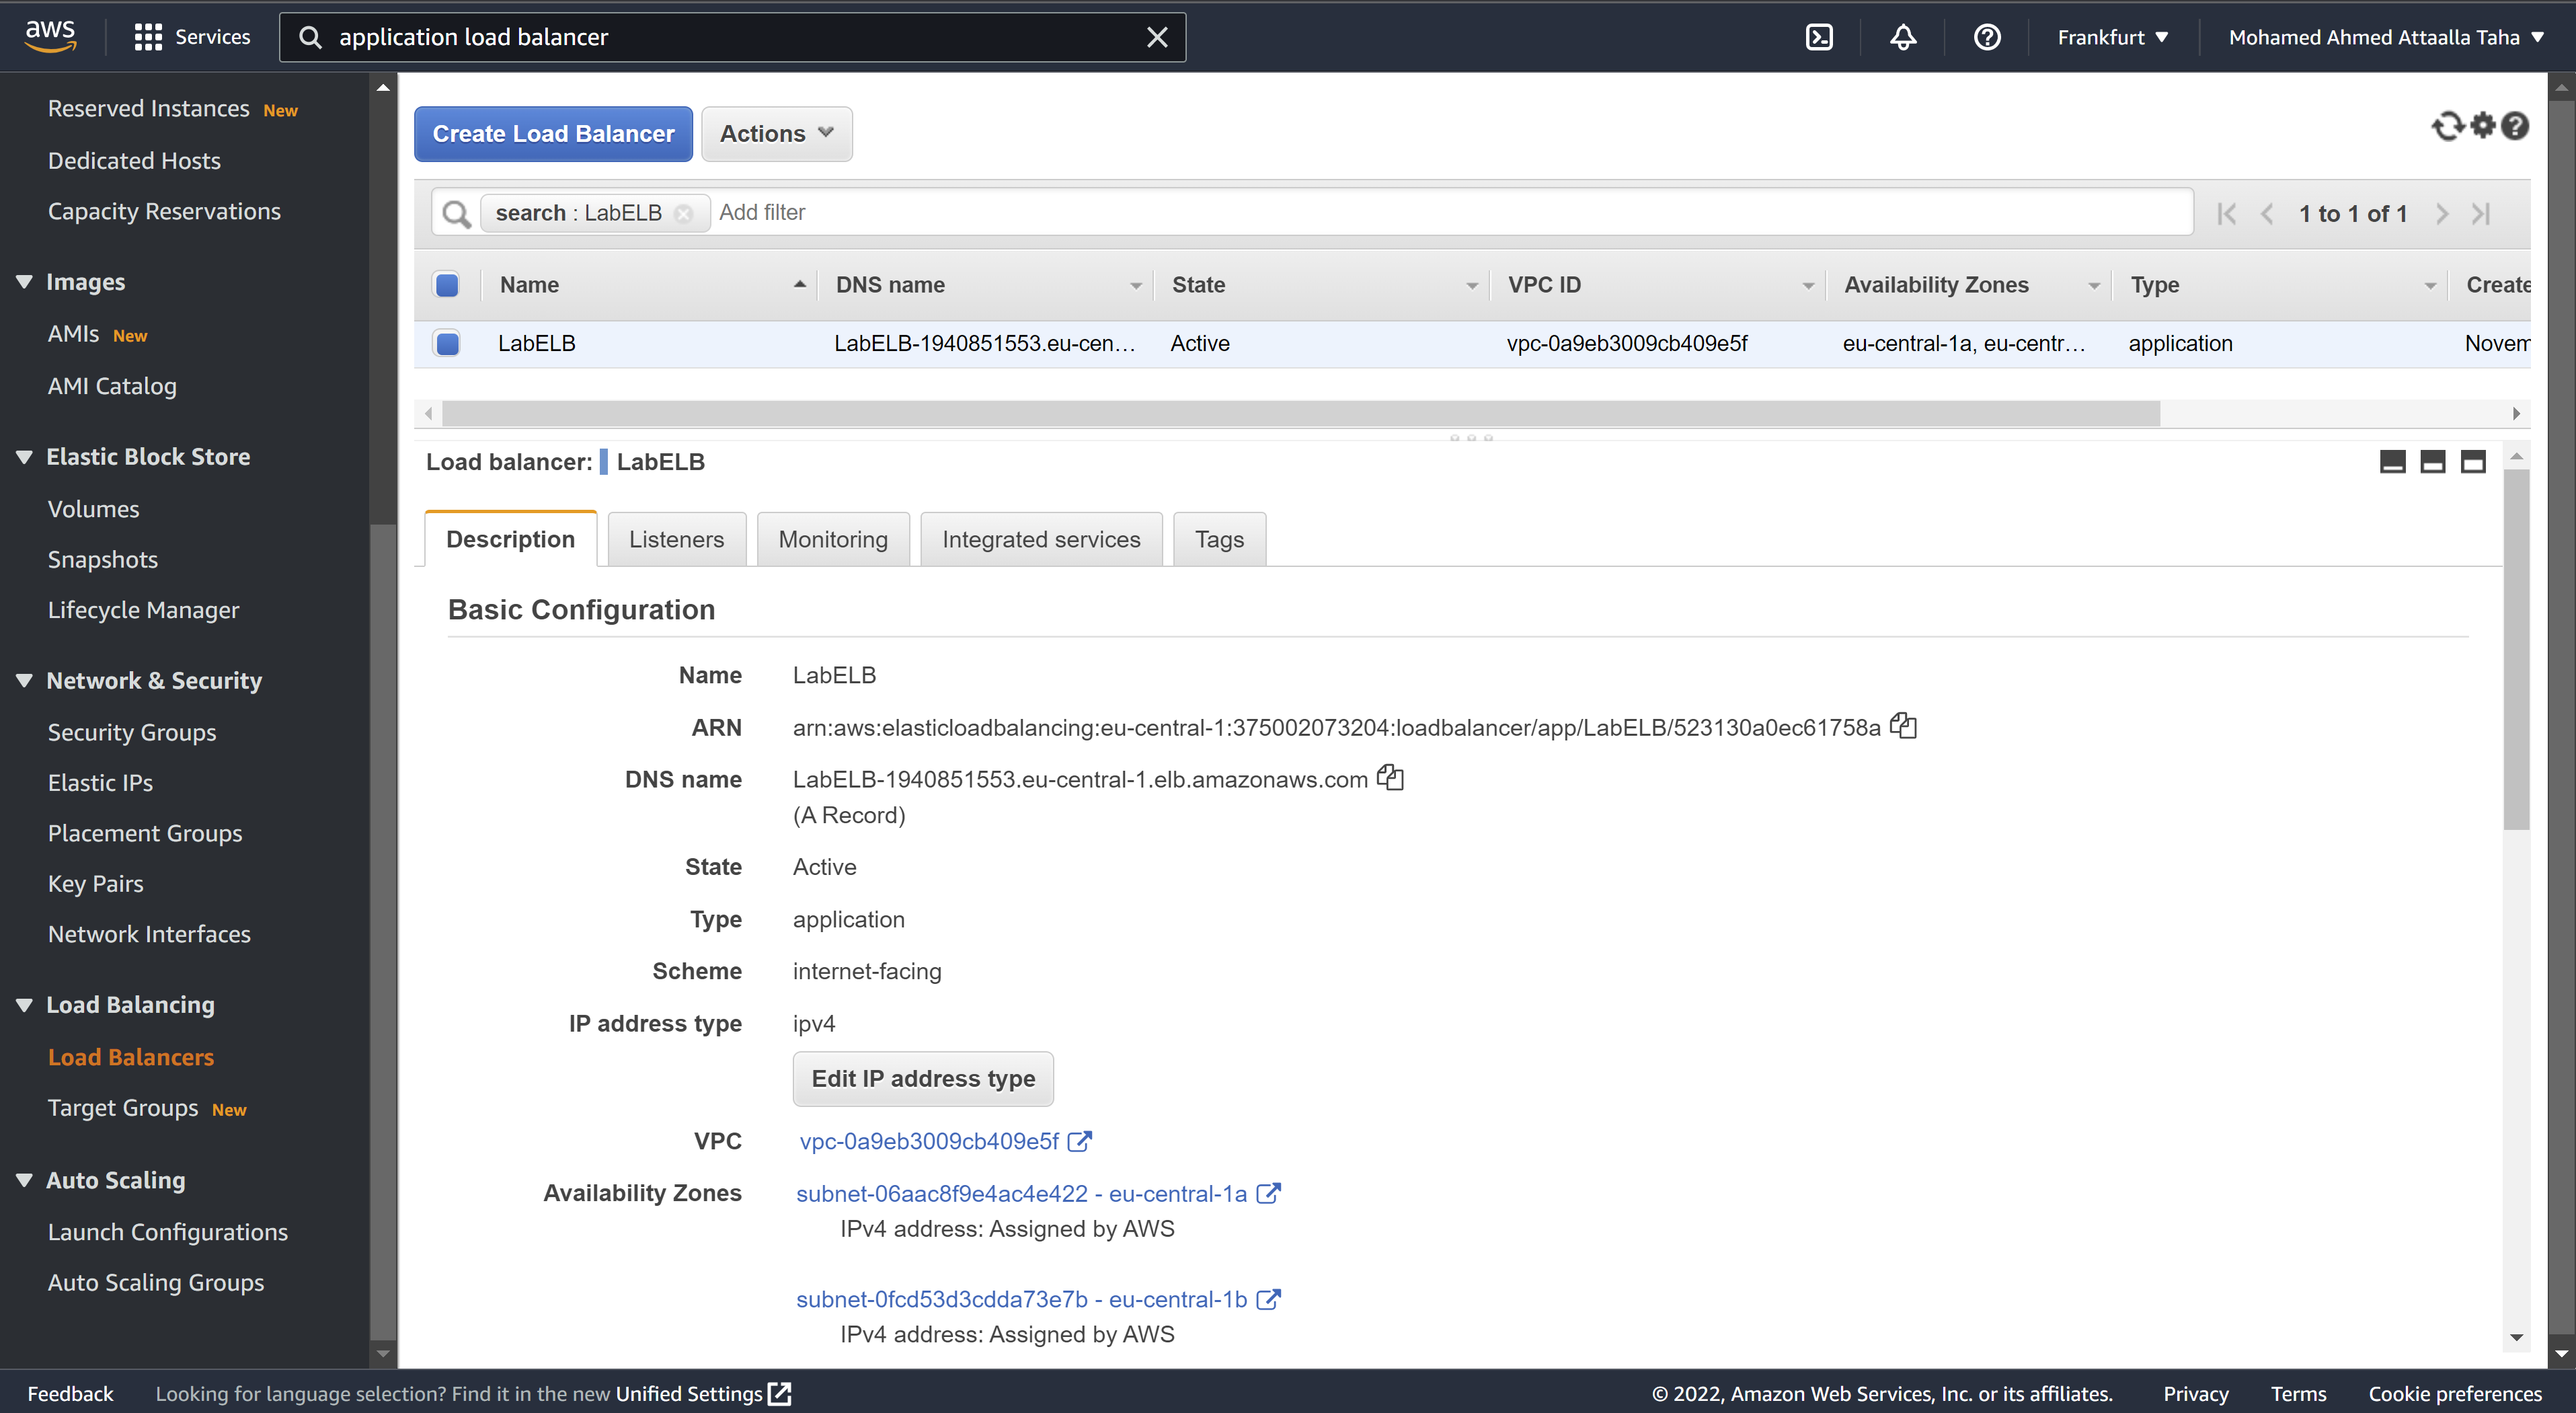 aws Services application load balancer Frankfurt Mohamed Ahmed Attaalla Taha
Reserved Instances New
Dedicated Hosts
Capacity Reservations
Images
AMIs New
AMI Catalog
Elastic Block Store
Volumes
Snapshots
Lifecycle Manager
Network & Security
Security Groups
Elastic IPs
Placement Groups
Key Pairs
Network Interfaces
Load Balancing
Load Balancers
Target Groups New
Auto Scaling
Launch Configurations
Auto Scaling Groups
Create Load Balancer Actions
search : LabELB Add filter 1 to 1 of 1
Name DNS name State VPC ID Availability Zones Type Create
LabELB LabELB-1940851553.eu-cen... Active vpc-0a9eb3009cb409e5f eu-central-1a, eu-centr... application Novem
Load balancer: LabELB
Description Listeners Monitoring Integrated services Tags
Basic Configuration
Name LabELB
ARN arn:aws:elasticloadbalancing:eu-central-1:375002073204:loadbalancer/app/LabELB/523130a0ec61758a
DNS name LabELB-1940851553.eu-central-1.elb.amazonaws.com
(A Record)
State Active
Type application
Scheme internet-facing
IP address type ipv4
Edit IP address type
VPC vpc-0a9eb3009cb409e5f
Availability Zones subnet-06aac8f9e4ac4e422 - eu-central-1a
IPv4 address: Assigned by AWS
subnet-0fcd53d3cdda73e7b - eu-central-1b
IPv4 address: Assigned by AWS
Feedback Looking for language selection? Find it in the new Unified Settings © 2022, Amazon Web Services, Inc. or its affiliates. Privacy Terms Cookie preferences